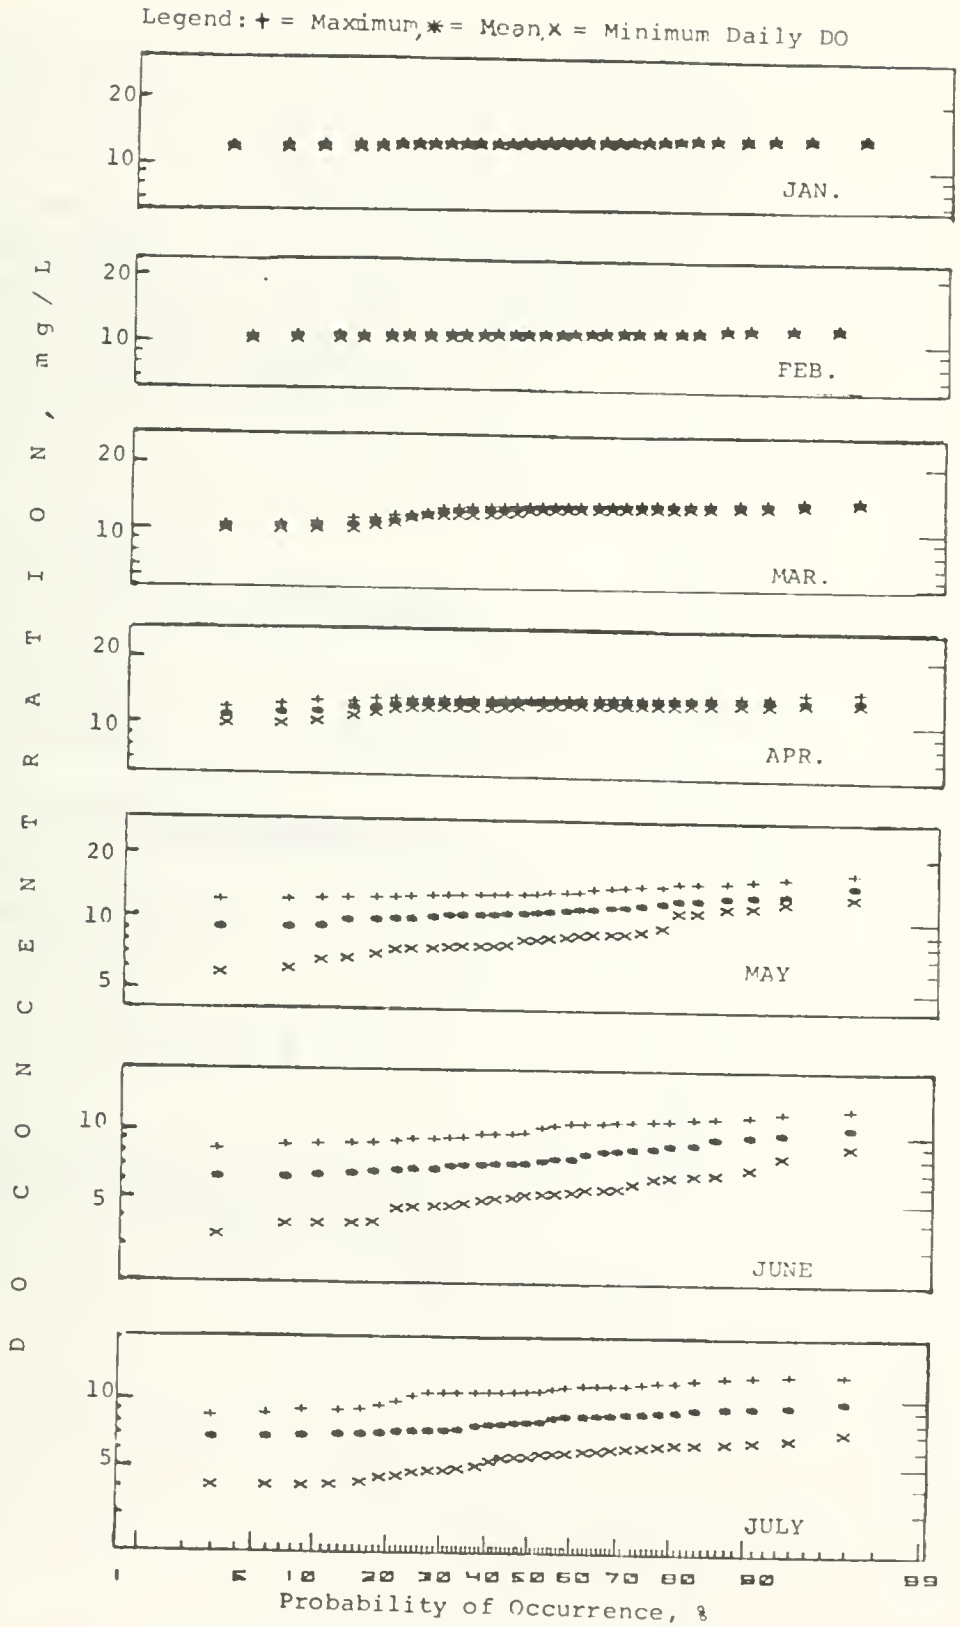 Legend: + = Maximum, * = Mean, x = Minimum Daily DO
20
10
JAN.
20
10
FEB.
20
10
MAR.
20
10
APR.
20
10
5
MAY
10
5
JUNE
10
5
JULY
1 5 10 20 30 40 50 60 70 80 90 99
Probability of Occurrence, %
DO CONCENTRATION, mg/L